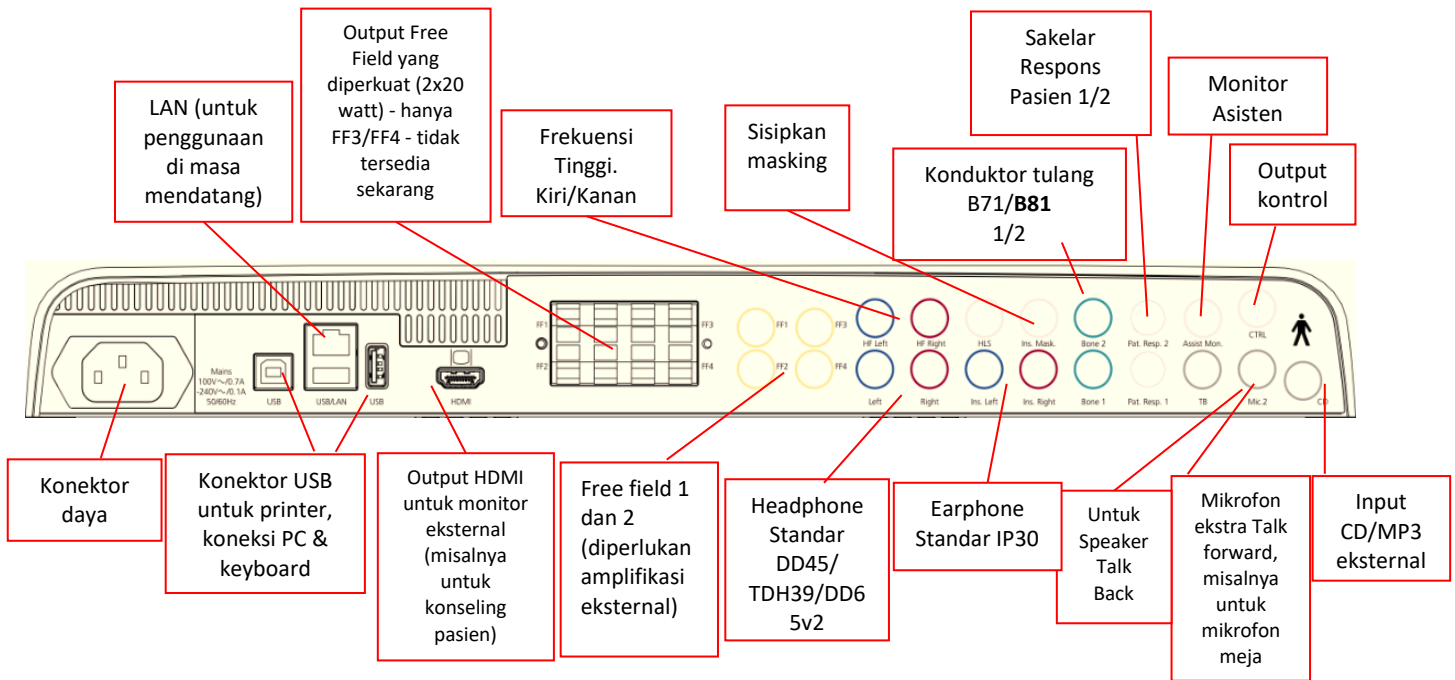 Output Free
Field yang
diperkuat (2x20
watt) - hanya
FF3/FF4 - tidak
tersedia
sekarang
Sakelar
Respons
Pasien 1/2
LAN (untuk
penggunaan
di masa
mendatang)
Frekuensi
Tinggi.
Kiri/Kanan
Sisipkan
masking
Monitor
Asisten
Konduktor tulang
B71/B81
1/2
Output
kontrol
FF1
FF3
FF2
FF4
FF1
FF3
FF2
FF4
HF Left
HF Right
HLS
Ins. Mask.
Bone 2
Pat. Resp. 2
Assist Mon.
CTRL
Mains
100V~/0.7A
-240V~/0.1A
50/60Hz
USB
USB/LAN
USB
HDMI
Left
Right
Ins. Left
Ins. Right
Bone 1
Pat. Resp. 1
TB
Mic.2
CD
Konektor
daya
Konektor USB
untuk printer,
koneksi PC &
keyboard
Output HDMI
untuk monitor
eksternal
(misalnya
untuk
konseling
pasien)
Free field 1
dan 2
(diperlukan
amplifikasi
eksternal)
Headphone
Standar
DD45/
TDH39/DD6
5v2
Earphone
Standar IP30
Untuk
Speaker
Talk
Back
Mikrofon
ekstra Talk
forward,
misalnya
untuk
mikrofon
meja
Input
CD/MP3
eksternal